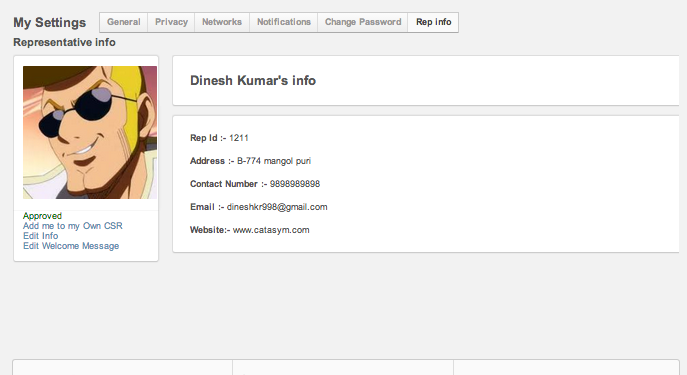 My Settings General Privacy Networks Notifications Change Password Rep info
Representative info
Dinesh Kumar's info
Rep Id :- 1211
Address :- B-774 mangol puri
Contact Number :- 9898989898
Email :- dineshkr998@gmail.com
Website:- www.catasym.com
Approved
Add me to my Own CSR
Edit Info
Edit Welcome Message